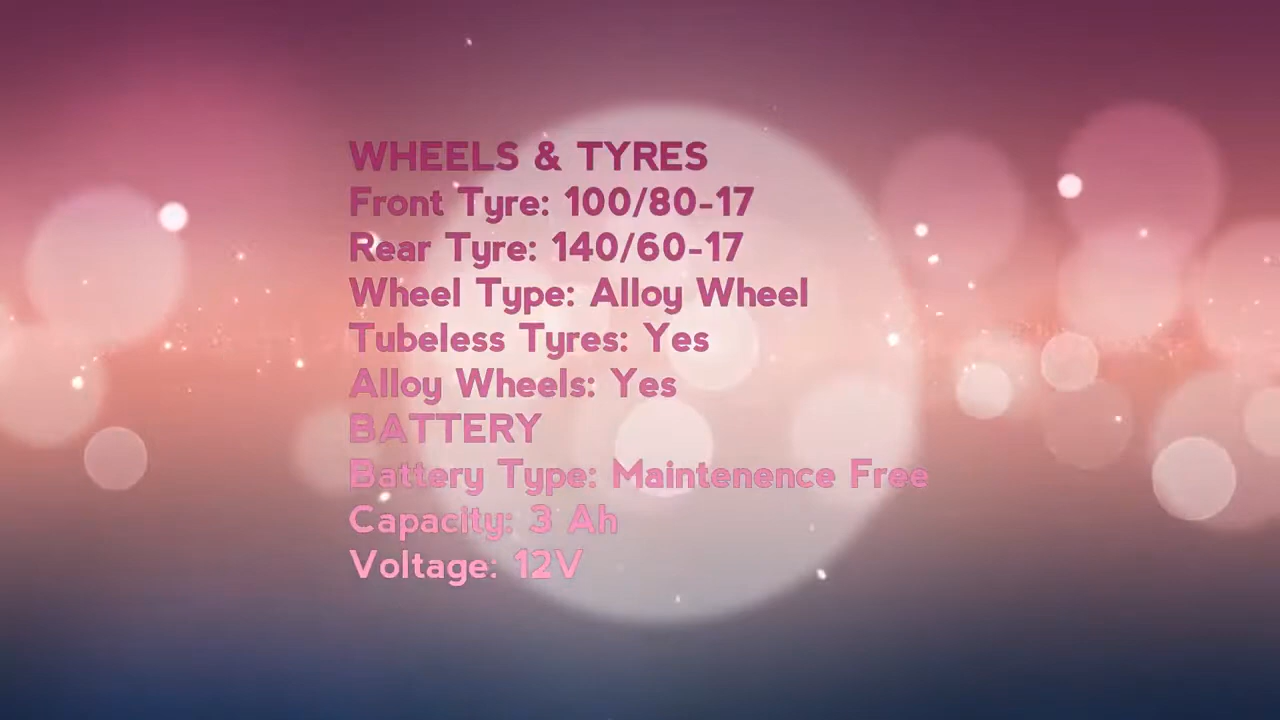 WHEELS & TYRES
Front Tyre: 100/80-17
Rear Tyre: 140/60-17
Wheel Type: Alloy Wheel
Tubeless Tyres: Yes
Alloy Wheels: Yes
BATTERY
Battery Type: Maintenence Free
Capacity: 3 Ah
Voltage: 12V